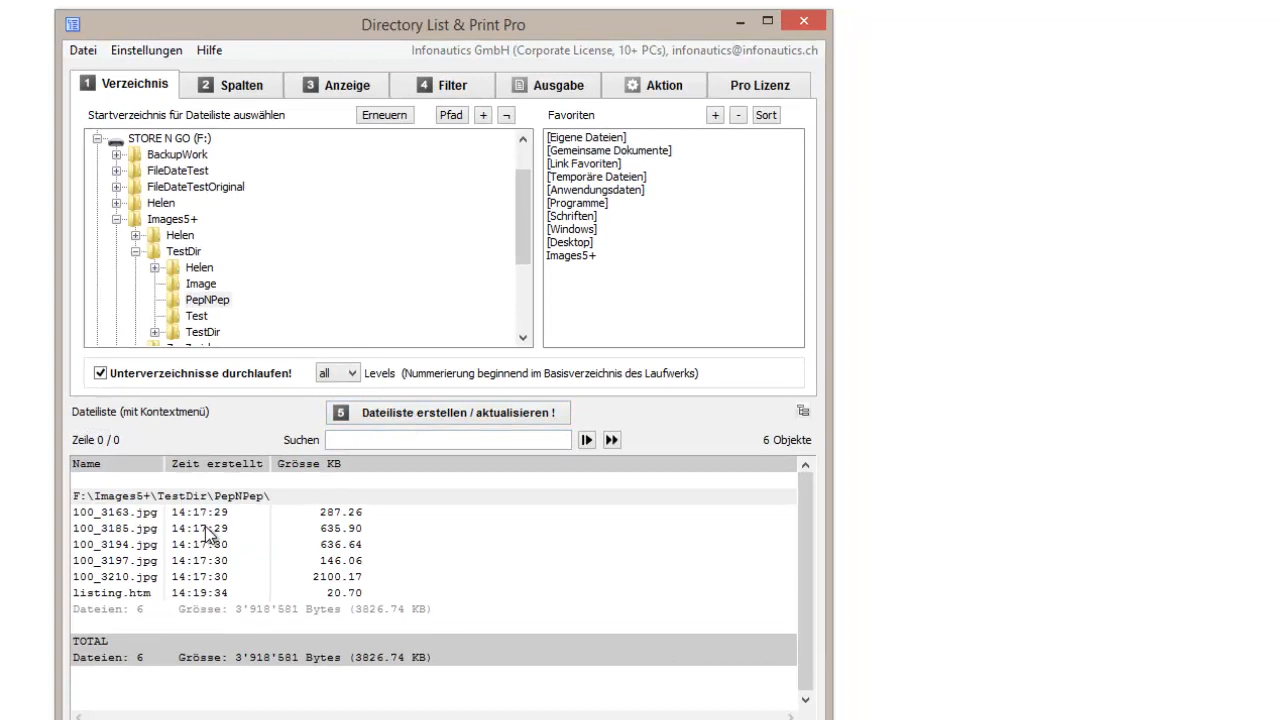 Directory List & Print Pro
Datei Einstellungen Hilfe Infonautics GmbH (Corporate License, 10+ PCs), infonautics@infonautics.ch
1 Verzeichnis 2 Spalten 3 Anzeige 4 Filter Ausgabe Aktion Pro Lizenz
Startverzeichnis für Dateiliste auswählen Erneuern Pfad + ¬ Favoriten + - Sort
STORE N GO (F:)
BackupWork
FileDateTest
FileDateTestOriginal
Helen
Images5+
Helen
TestDir
Helen
Image
PepNPep
Test
TestDir
[Eigene Dateien]
[Gemeinsame Dokumente]
[Link Favoriten]
[Temporäre Dateien]
[Anwendungsdaten]
[Programme]
[Schriften]
[Windows]
[Desktop]
Images5+
Unterverzeichnisse durchlaufen! all Levels (Nummerierung beginnend im Basisverzeichnis des Laufwerks)
Dateiliste (mit Kontextmenü) 5 Dateiliste erstellen / aktualisieren !
Zeile 0 / 0 Suchen 6 Objekte
Name Zeit erstellt Grösse KB
F:\Images5+\TestDir\PepNPep\
100_3163.jpg 14:17:29 287.26
100_3185.jpg 14:17:29 635.90
100_3194.jpg 14:17:30 636.64
100_3197.jpg 14:17:30 146.06
100_3210.jpg 14:17:30 2100.17
listing.htm 14:19:34 20.70
Dateien: 6 Grösse: 3'918'581 Bytes (3826.74 KB)
TOTAL
Dateien: 6 Grösse: 3'918'581 Bytes (3826.74 KB)